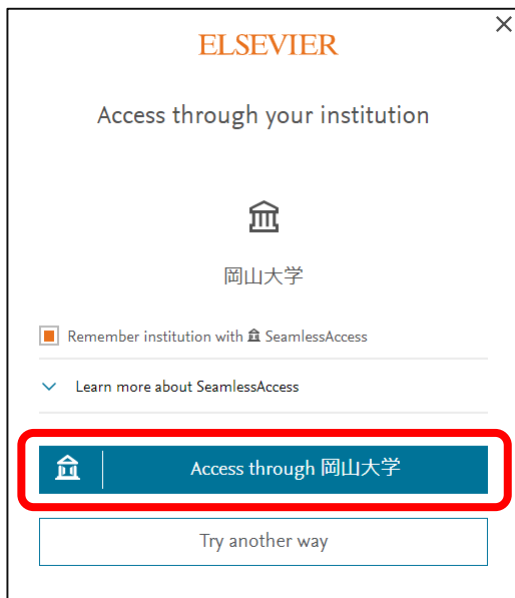 ELSEVIER
Access through your institution
岡山大学
Remember institution with SeamlessAccess
Learn more about SeamlessAccess
Access through 岡山大学
Try another way